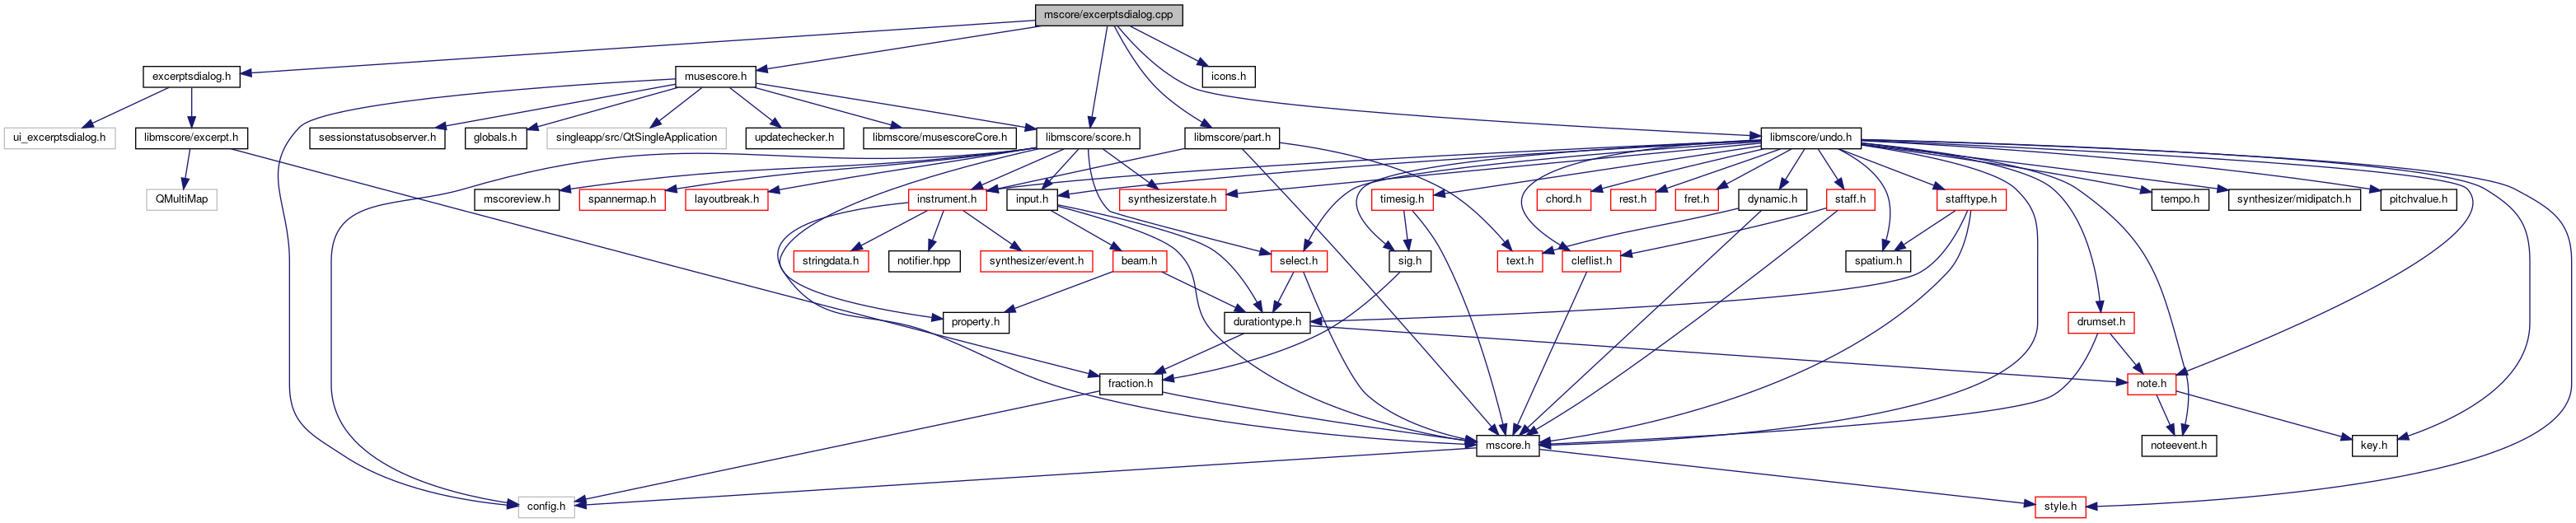 mscore/excerptsdialog.cpp
excerptsdialog.h
musescore.h
icons.h
ui_excerptsdialog.h
libmscore/excerpt.h
sessionstatusobserver.h
globals.h
singleapp/src/QtSingleApplication
updatechecker.h
libmscore/musescoreCore.h
libmscore/score.h
libmscore/part.h
libmscore/undo.h
QMultiMap
mscoreview.h
spannermap.h
layoutbreak.h
instrument.h
input.h
synthesizerstate.h
timesig.h
chord.h
rest.h
fret.h
dynamic.h
staff.h
stafftype.h
tempo.h
synthesizer/midipatch.h
pitchvalue.h
stringdata.h
notifier.hpp
synthesizer/event.h
beam.h
select.h
sig.h
text.h
cleflist.h
spatium.h
property.h
durationtype.h
drumset.h
fraction.h
note.h
mscore.h
noteevent.h
key.h
config.h
style.h